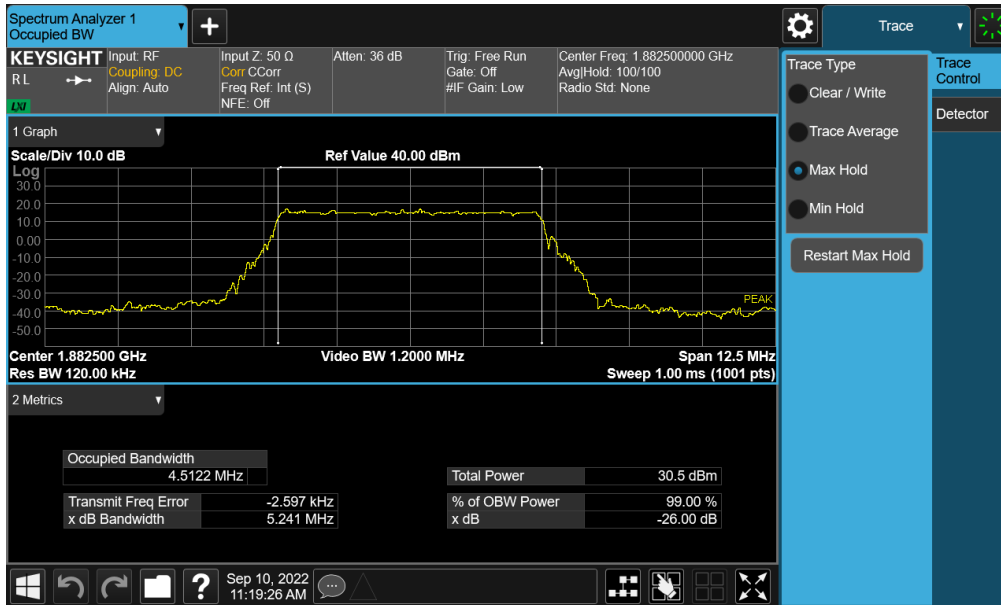 Spectrum Analyzer 1
Occupied BW
+
Trace
KEYSIGHT
R L
LXI
Input: RF
Coupling: DC
Align: Auto
Input Z: 50 Ω
Corr CCorr
Freq Ref: Int (S)
NFE: Off
Atten: 36 dB
Trig: Free Run
Gate: Off
#IF Gain: Low
Center Freq: 1.882500000 GHz
Avg|Hold: 100/100
Radio Std: None
Trace Type
Clear / Write
Trace Average
Max Hold
Min Hold
Restart Max Hold
Trace
Control
Detector
1 Graph
Scale/Div 10.0 dB
Ref Value 40.00 dBm
Log
30.0
20.0
10.0
0.00
-10.0
-20.0
-30.0
-40.0
-50.0
PEAK
Center 1.882500 GHz
Video BW 1.2000 MHz
Span 12.5 MHz
Res BW 120.00 kHz
Sweep 1.00 ms (1001 pts)
2 Metrics
Occupied Bandwidth
4.5122 MHz
Total Power 30.5 dBm
Transmit Freq Error -2.597 kHz
% of OBW Power 99.00 %
x dB Bandwidth 5.241 MHz
x dB -26.00 dB
?
Sep 10, 2022
11:19:26 AM